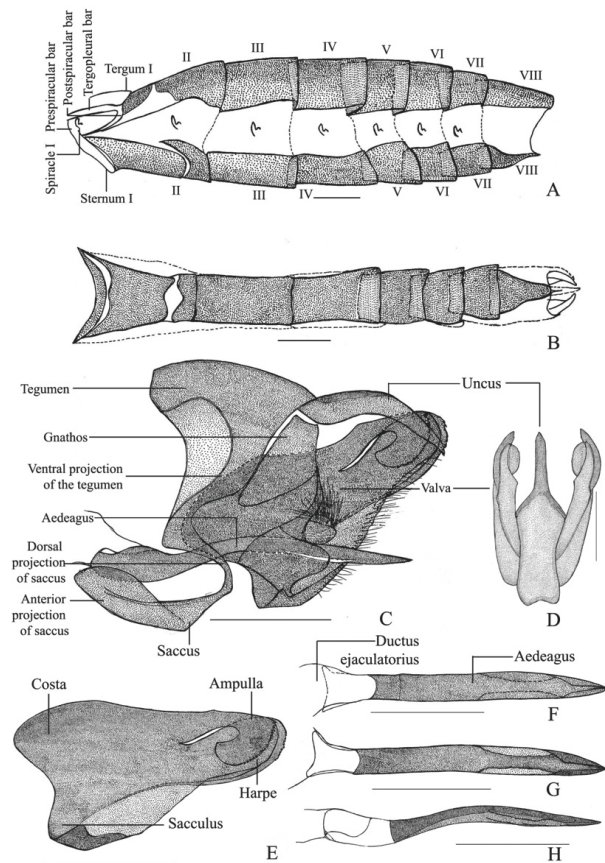 Prespiracular bar
Postspiracular bar
Tergopleural bar
Tergum I
II
III
IV
V
VI
VII
VIII
Spiracle I
Sternum I
II
III
IV
V
VI
VII
VIII
A
B
Tegumen
Gnathos
Ventral projection
of the tegumen
Aedeagus
Dorsal
projection
of saccus
Anterior
projection
of saccus
Saccus
Uncus
Valva
C
D
Ductus
ejaculatorius
Aedeagus
F
G
H
Costa
Ampulla
Harpe
Sacculus
E